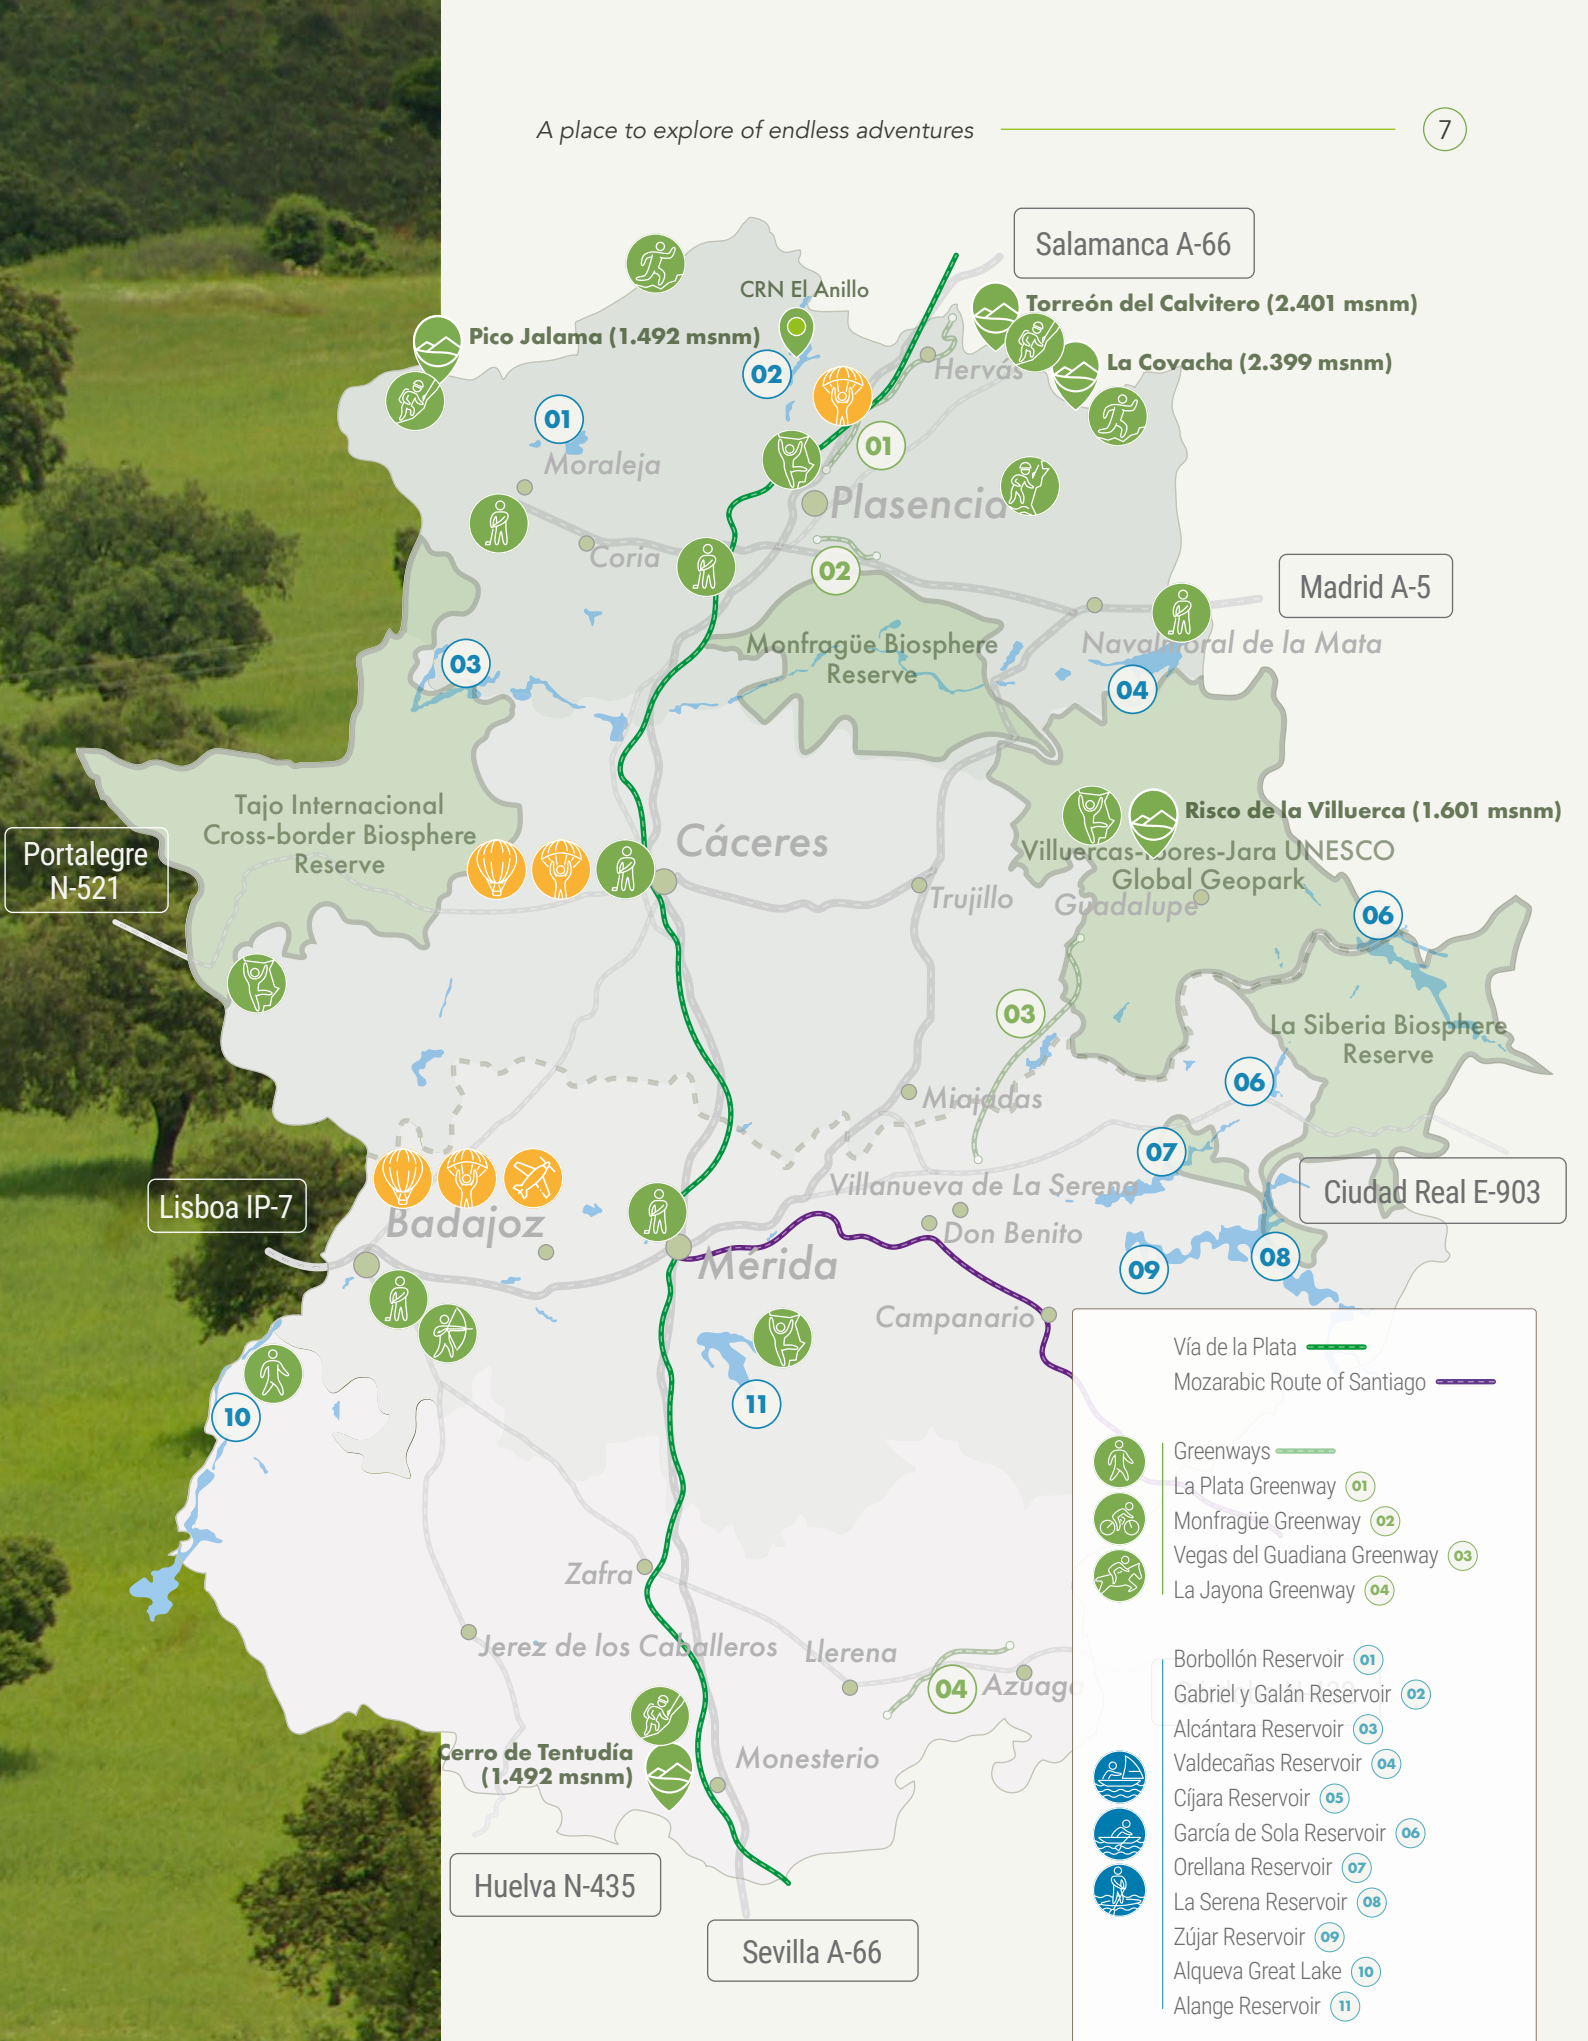 A place to explore of endless adventures
7
Salamanca A-66
CRN El Anillo
Torreón del Calvitero (2.401 msnm)
Pico Jalama (1.492 msnm)
La Covacha (2.399 msnm)
02
Hervás
01
01
Moraleja
Plasencia
Coria
02
Madrid A-5
Monfragüe Biosphere
Reserve
Navalmoral de la Mata
03
04
Tajo Internacional
Cross-border Biosphere
Reserve
Risco de la Villuerca (1.601 msnm)
Portalegre
N-521
Cáceres
Villuercas-Ibores-Jara UNESCO
Global Geopark
Trujillo
Guadalupe
06
03
La Siberia Biosphere
Reserve
06
Miajadas
07
Villanueva de La Serena
Ciudad Real E-903
Lisboa IP-7
Badajoz
Don Benito
Mérida
09
08
Campanario
10
11
Zafra
Jerez de los Caballeros
Llerena
04
Azuaga
Cerro de Tentudía
(1.492 msnm)
Monesterio
Huelva N-435
Sevilla A-66
Vía de la Plata
Mozarabic Route of Santiago
Greenways
La Plata Greenway 01
Monfragüe Greenway 02
Vegas del Guadiana Greenway 03
La Jayona Greenway 04
Borbollón Reservoir 01
Gabriel y Galán Reservoir 02
Alcántara Reservoir 03
Valdecañas Reservoir 04
Cíjara Reservoir 05
García de Sola Reservoir 06
Orellana Reservoir 07
La Serena Reservoir 08
Zújar Reservoir 09
Alqueva Great Lake 10
Alange Reservoir 11